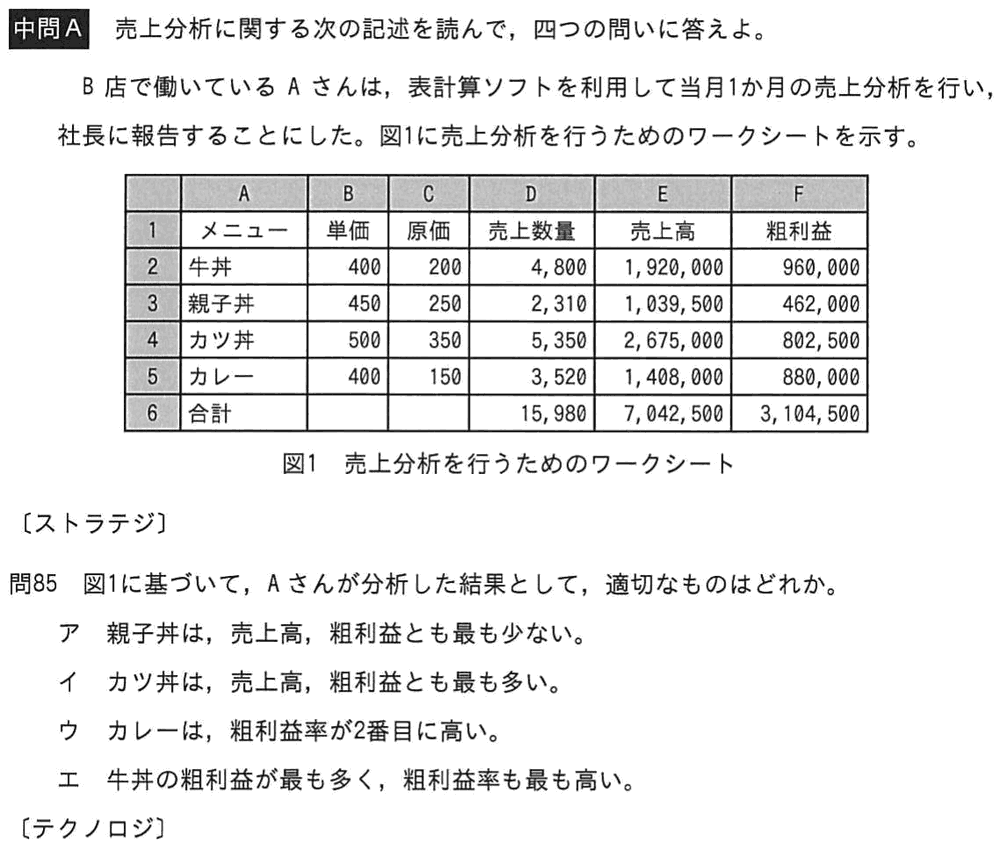 中問A 売上分析に関する次の記述を読んで，四つの問いに答えよ。
B 店で働いている A さんは，表計算ソフトを利用して当月1か月の売上分析を行い，
社長に報告することにした。図1に売上分析を行うためのワークシートを示す。
A B C D E F
1 メニュー 単価 原価 売上数量 売上高 粗利益
2 牛丼 400 200 4,800 1,920,000 960,000
3 親子丼 450 250 2,310 1,039,500 462,000
4 カツ丼 500 350 5,350 2,675,000 802,500
5 カレー 400 150 3,520 1,408,000 880,000
6 合計 15,980 7,042,500 3,104,500
図1 売上分析を行うためのワークシート
〔ストラテジ〕
問85 図1に基づいて，A さんが分析した結果として，適切なものはどれか。
ア 親子丼は，売上高，粗利益とも最も少ない。
イ カツ丼は，売上高，粗利益とも最も多い。
ウ カレーは，粗利益率が2番目に高い。
エ 牛丼の粗利益が最も多く，粗利益率も最も高い。
〔テクノロジ〕